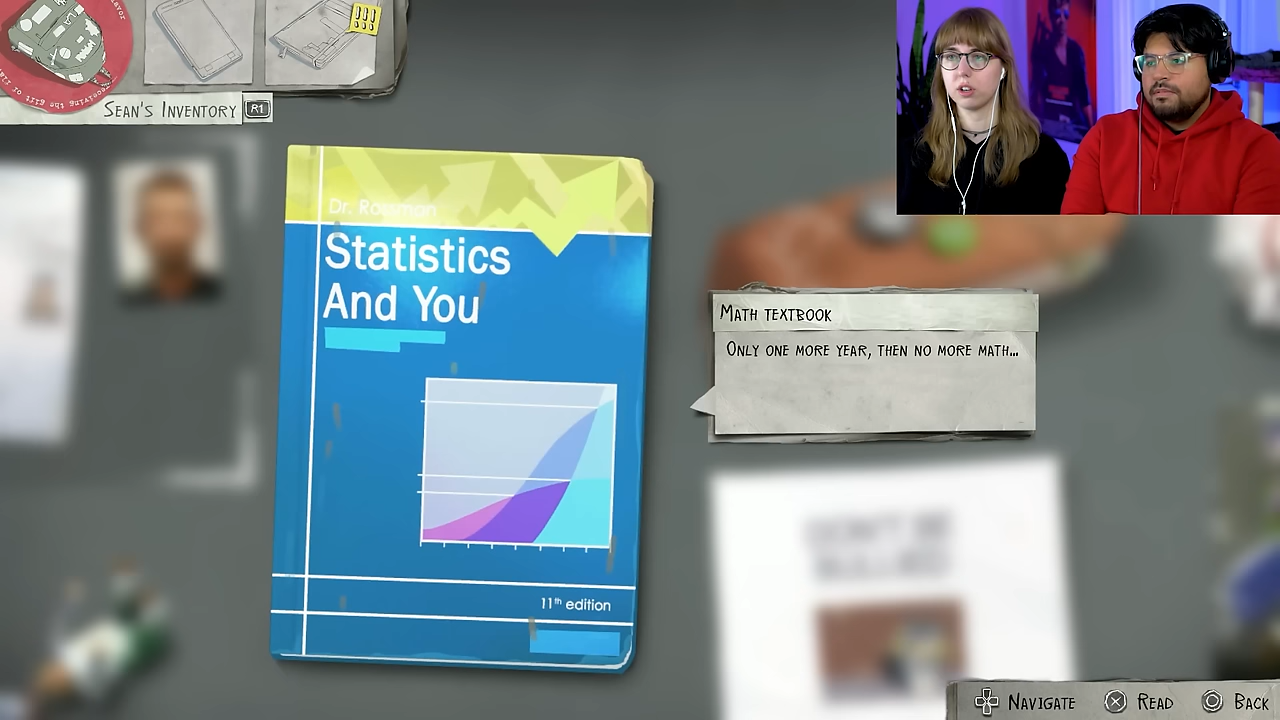 Sean's Inventory R1
Dr. Rossman
Statistics
And You
11th edition
Math textbook
Only one more year, then no more math...
Navigate Read Back